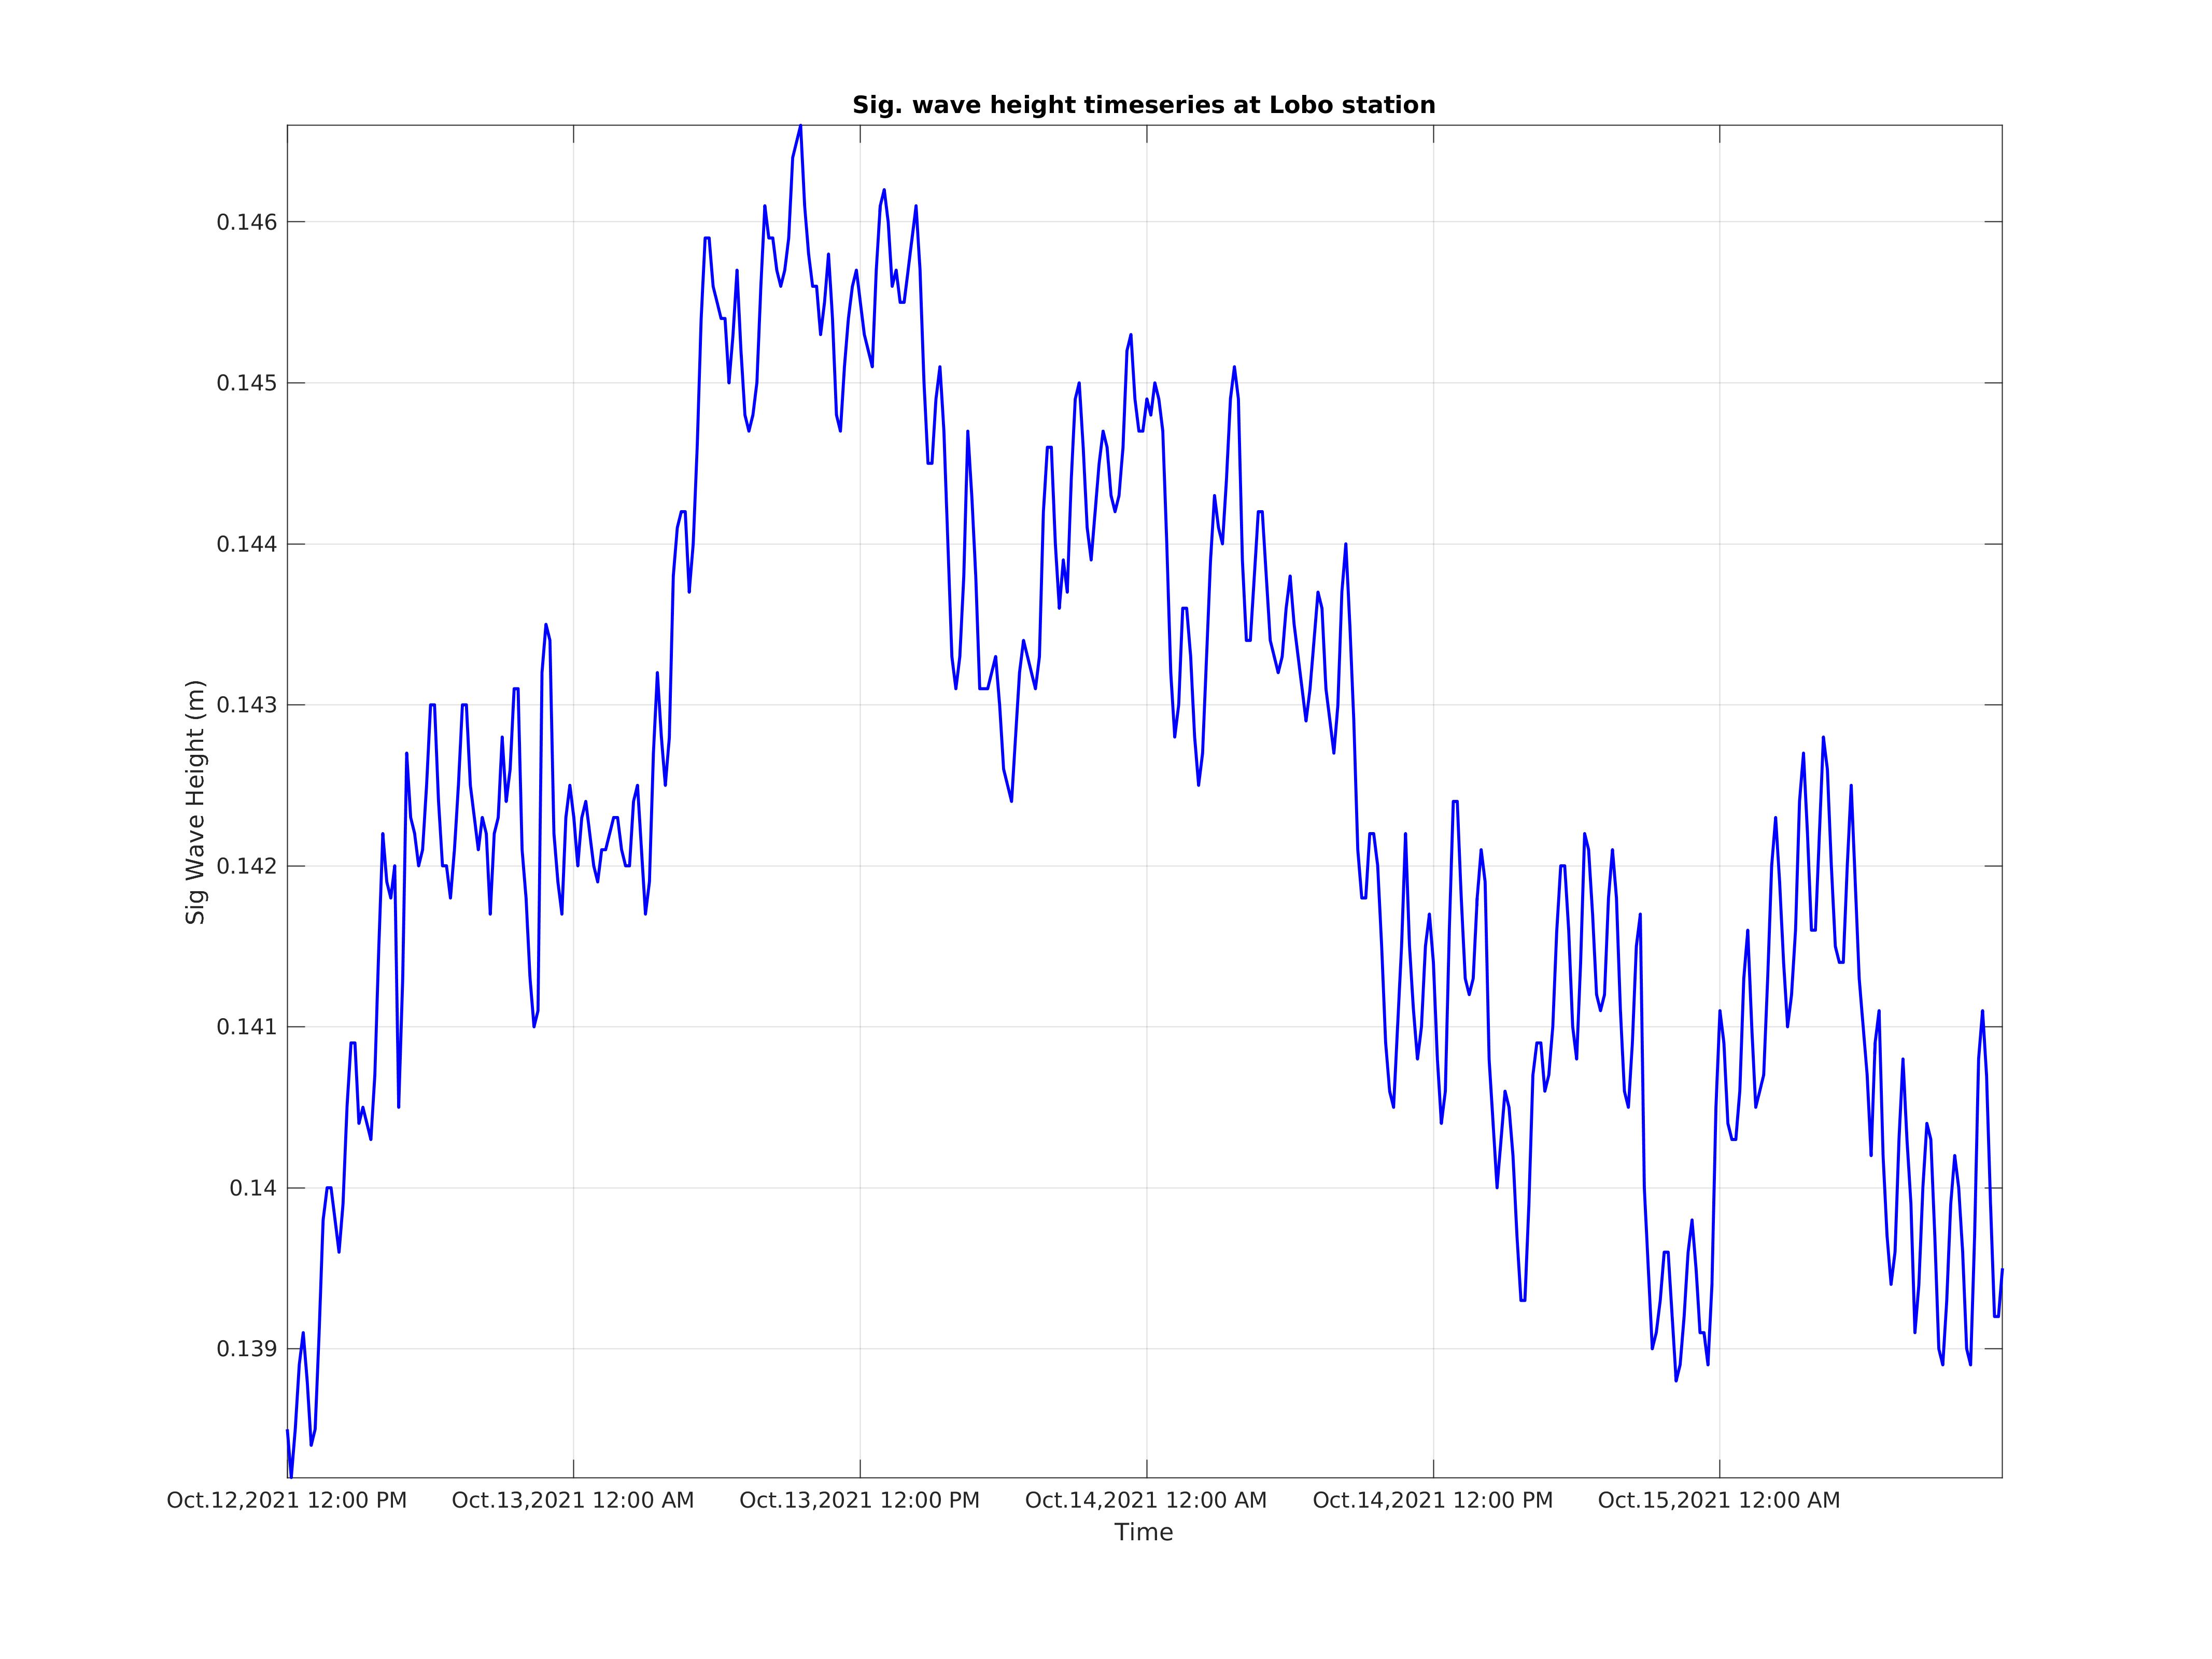 Sig. wave height timeseries at Lobo station
0.146
0.145
0.144
0.143
0.142
0.141
0.14
0.139
Sig Wave Height (m)
Oct.12,2021 12:00 PM Oct.13,2021 12:00 AM Oct.13,2021 12:00 PM Oct.14,2021 12:00 AM Oct.14,2021 12:00 PM Oct.15,2021 12:00 AM
Time